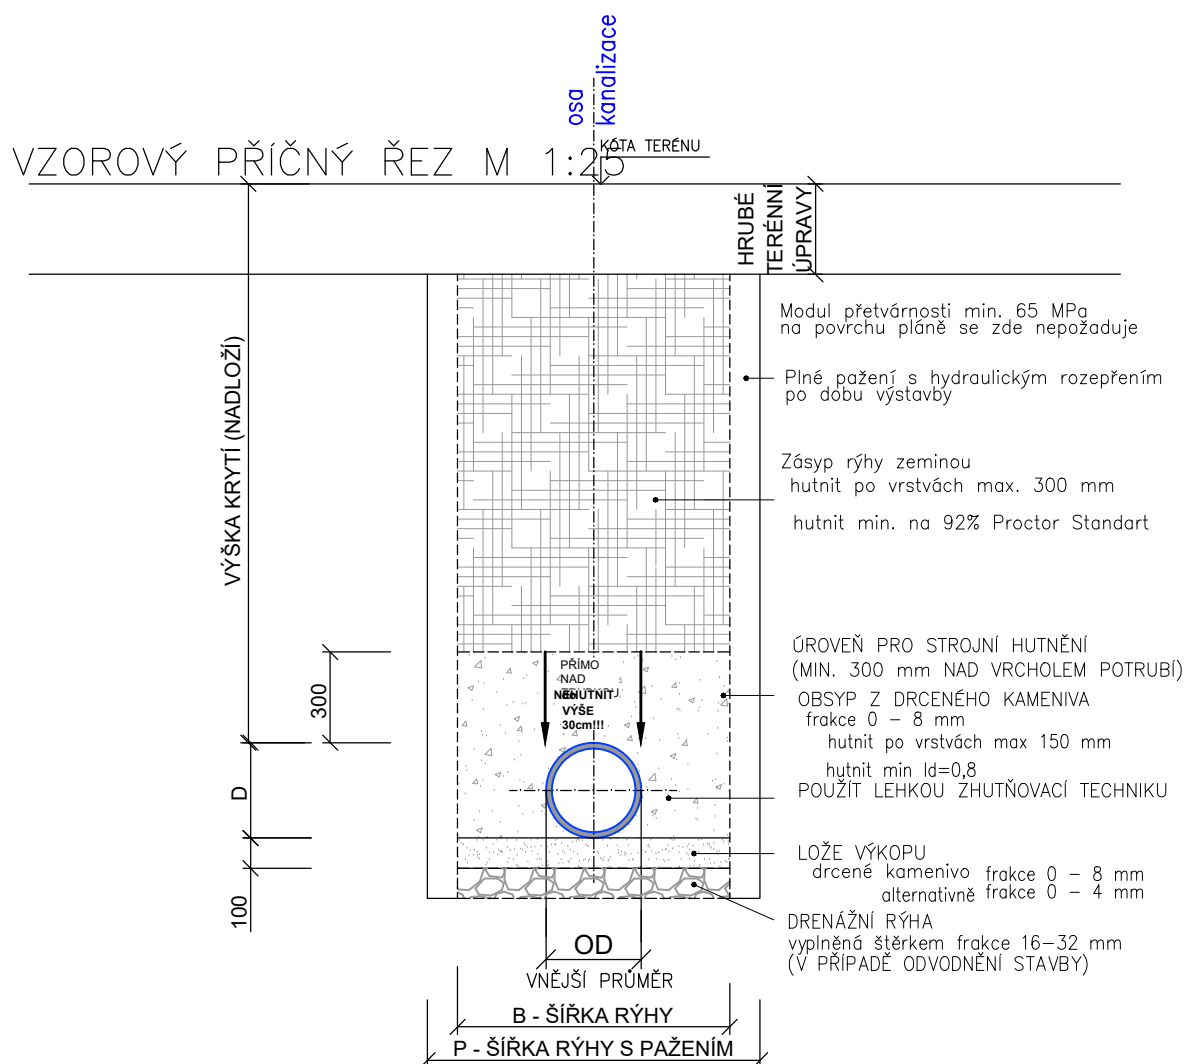 osa
kanalizace
KÓTA TERÉNU
VZOROVÝ PŘÍČNÝ ŘEZ M 1:25
HRUBÉ
TERÉNNÍ
ÚPRAVY
Modul přetvárnosti min. 65 MPa
na povrchu pláně se zde nepožaduje
Plné pažení s hydraulickým rozepřením
po dobu výstavby
VÝŠKA KRYTÍ (NADLOŽÍ)
Zásyp rýhy zeminou
hutnit po vrstvách max. 300 mm
hutnit min. na 92% Proctor Standart
ÚROVEŇ PRO STROJNÍ HUTNĚNÍ
(MIN. 300 mm NAD VRCHOLEM POTRUBÍ)
PŘÍMO
NAD
NEHUTNIT
VÝŠE
30cm!!!
300
OBSYP Z DRCENÉHO KAMENIVA
frakce 0 – 8 mm
hutnit po vrstvách max 150 mm
hutnit min Id=0,8
POUŽÍT LEHKOU ZHUTŇOVACÍ TECHNIKU
D
LOŽE VÝKOPU
drcené kamenivo frakce 0 – 8 mm
alternativně frakce 0 – 4 mm
100
DRENÁŽNÍ RÝHA
vyplněná štěrkem frakce 16–32 mm
(V PŘÍPADĚ ODVODNĚNÍ STAVBY)
OD
VNĚJŠÍ PRŮMĚR
B - ŠÍŘKA RÝHY
P - ŠÍŘKA RÝHY S PAŽENÍM